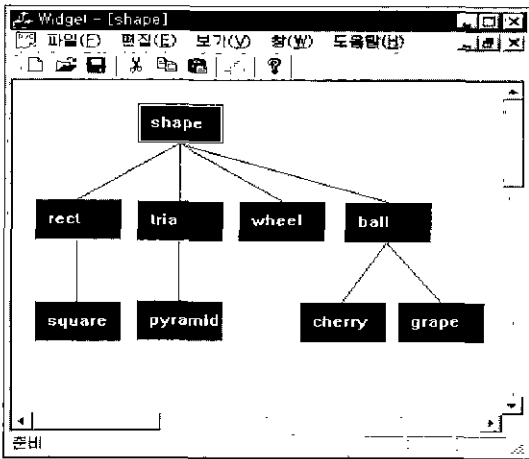 Widget - [shape]
파일(F) 편집(E) 보기(V) 창(W) 도움말(H)
shape
rect tria wheel ball
square pyramid cherry grape
준비